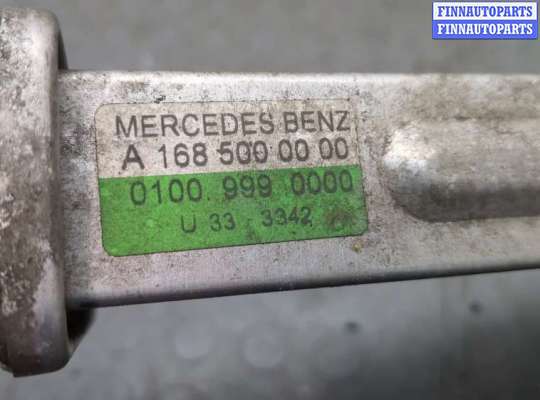 FINNAUTOPARTS
FINNAUTOPARTS
MERCEDES BENZ
A 168 500 00 00
0100 999 0000
U 33 3342